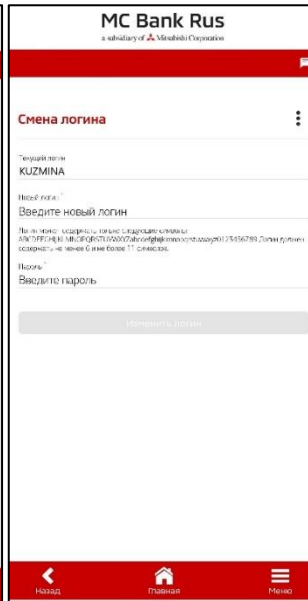 MC Bank Rus
a subsidiary of Mitsubishi Corporation
Смена логина
Текущий логин
KUZMINA
Новый логин *
Введите новый логин
Логин может содержать только следующие символы
0123456789 Логин должен
содержать не менее 6 и не более 11 символов.
Пароль *
Введите пароль
Изменить логин
Назад
Главная
Меню